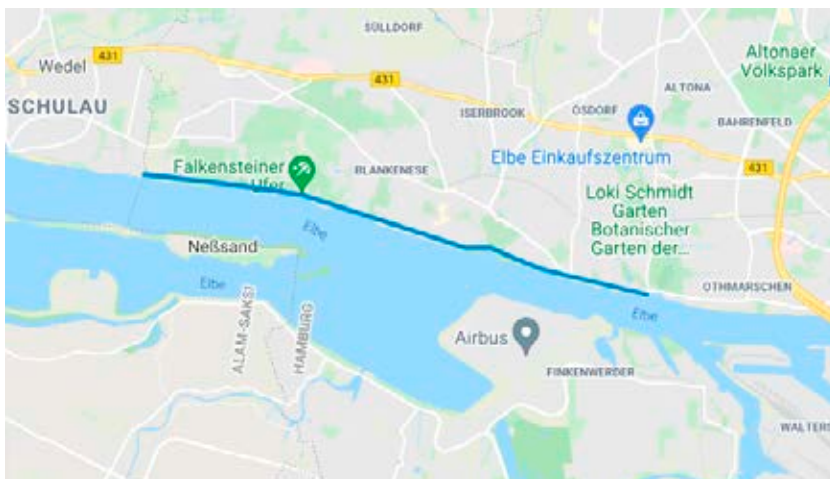 SÜLLDORF
431
Wedel
431
Altonaer
Volkspark
SCHULAU
ALTONA
ISERBROOK
OSDORF
BAHRENFELD
Elbe Einkaufszentrum
431
Falkensteiner
Ufer
BLANKENESE
Loki Schmidt
Garten
Botanischer
Garten der...
Elbe
Neßsand
Elbe
OTHMARSCHEN
Elbe
ALAM-SAKSI
HAMBURG
Airbus
FINKENWERDER
WALTERS